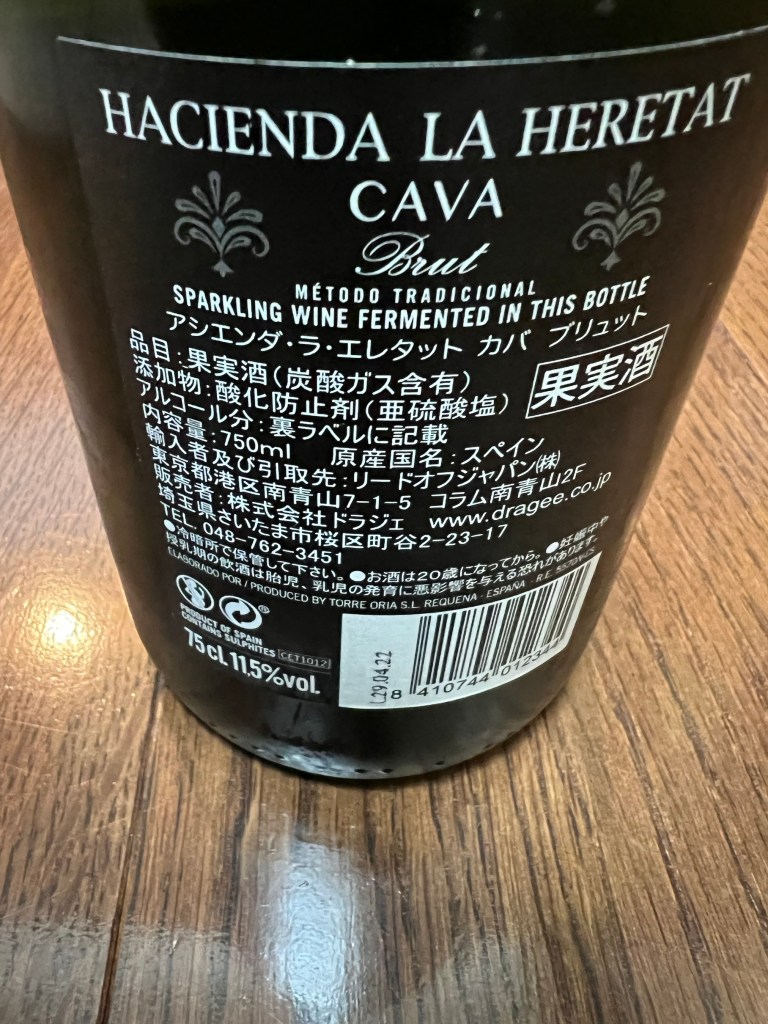 HACIENDA LA HERETAT
CAVA
Brut
MÉTODO TRADICIONAL
SPARKLING WINE FERMENTED IN THIS BOTTLE
アシエンダ・ラ・エレタット カバ ブリュット
品目:果実酒(炭酸ガス含有)
果実酒
添加物:酸化防止剤(亜硫酸塩)
アルコール分:裏ラベルに記載
内容量:750ml 原産国名:スペイン
輸入者及び引取先:リードオフジャパン㈱
東京都港区南青山7-1-5 コラム南青山2F
販売者:株式会社ドラジェ www.dragee.co.jp
埼玉県さいたま市桜区町谷2-23-17
TEL. 048-762-3451
●冷暗所で保管して下さい。●お酒は20歳になってから。●妊娠中や
授乳期の飲酒は胎児、乳児の発育に悪影響を与える恐れがあります。
ELABORADO POR / PRODUCED BY TORRE ORIA S.L. REQUENA · ESPAÑA · R.E.
PRODUCT OF SPAIN
CONTAINS SULPHITES CET1012
75cL 11,5%vol.
L29.04.22
8 410744 012344